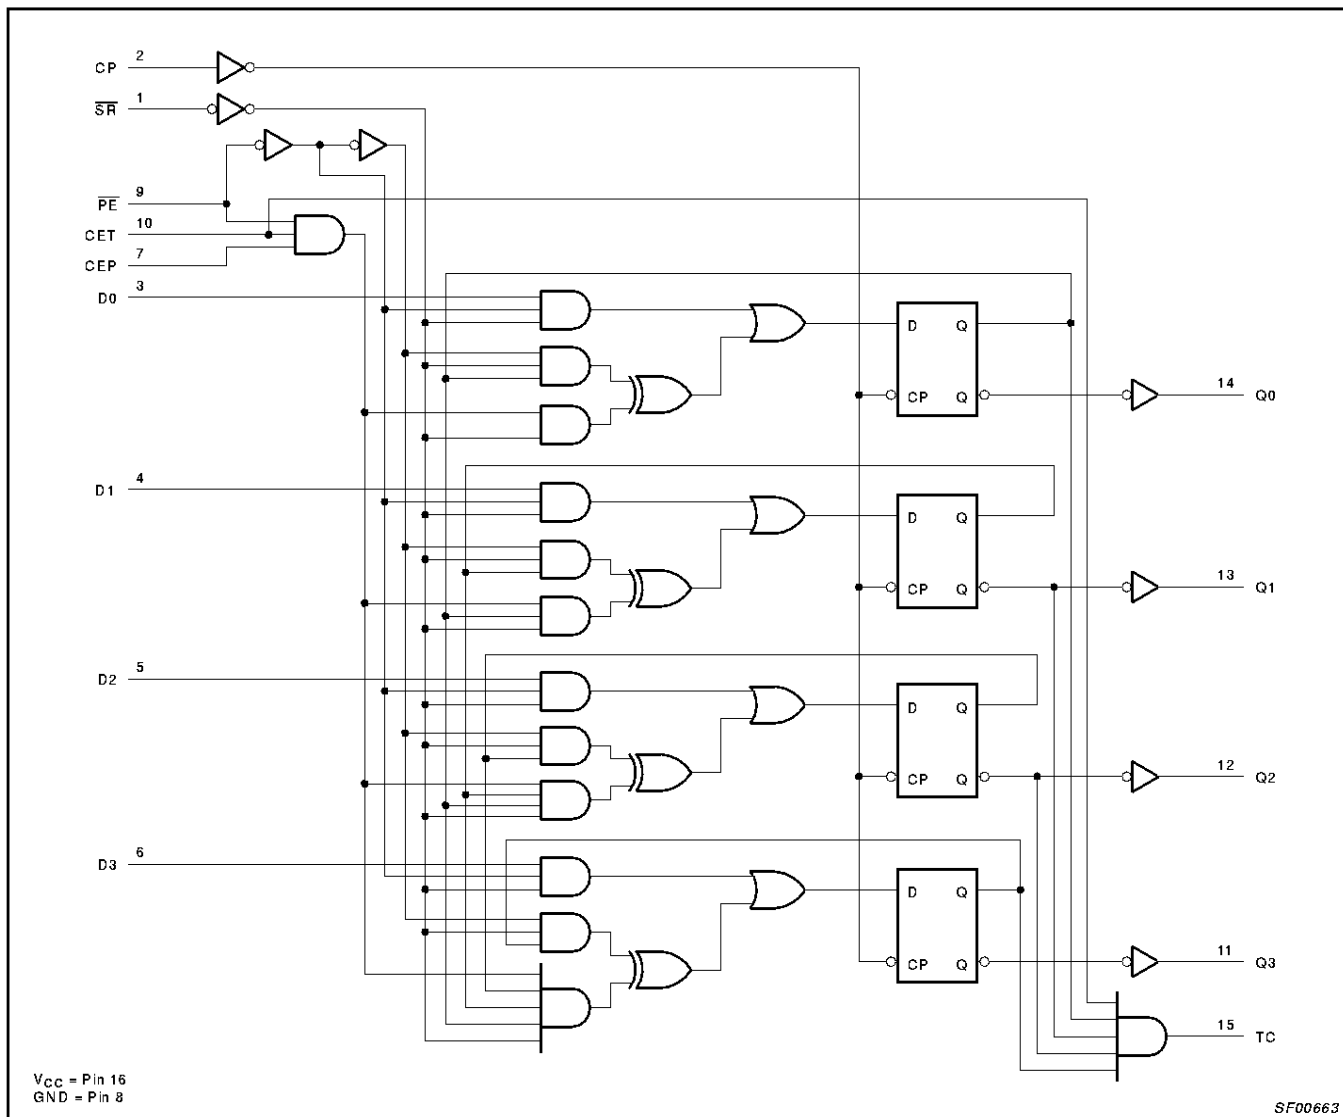 CP 2
SR 1
PE 9
CET 10
CEP 7
D0 3
D Q
CP Q
14 Q0
D1 4
D Q
CP Q
13 Q1
D2 5
D Q
CP Q
12 Q2
D3 6
D Q
CP Q
11 Q3
15 TC
VCC = Pin 16
GND = Pin 8
SF00663